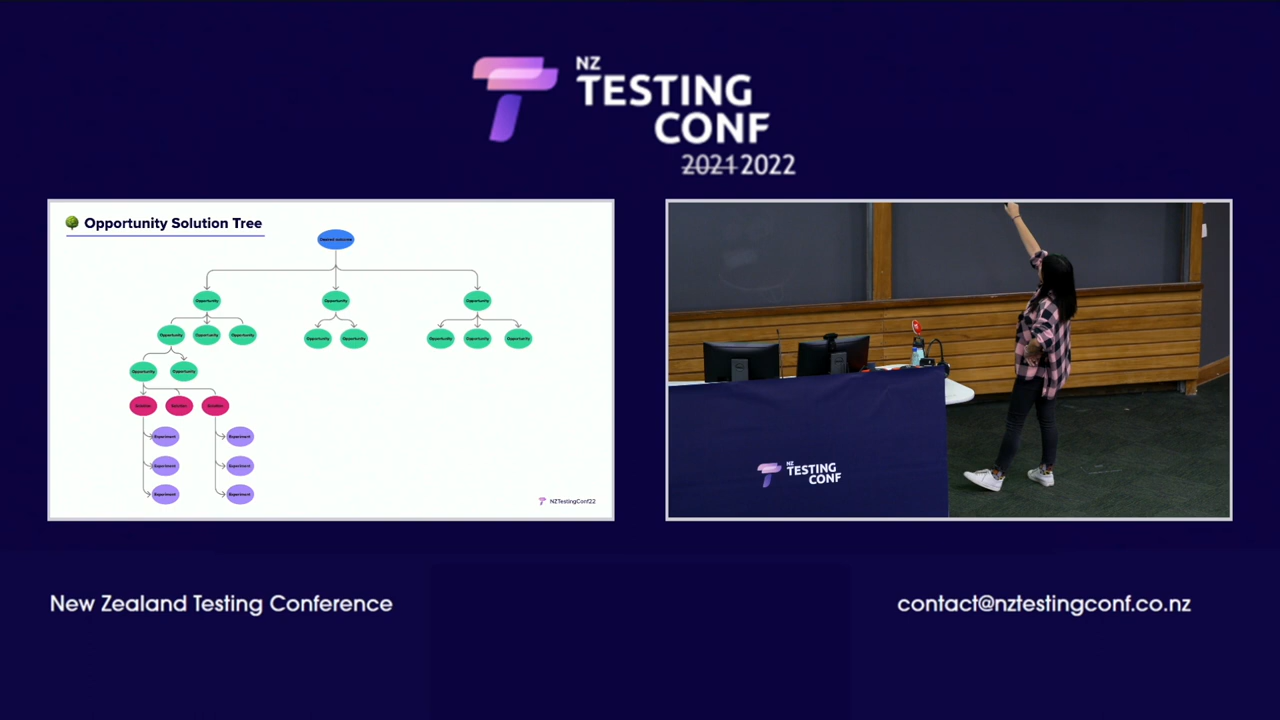 NZ
TESTING
CONF
2021 2022
Opportunity Solution Tree
Desired outcome
Opportunity Opportunity Opportunity
Opportunity Opportunity Opportunity Opportunity Opportunity Opportunity Opportunity Opportunity
Opportunity Opportunity
Solution Solution Solution
Experiment Experiment
Experiment Experiment
Experiment Experiment
NZTestingConf22
NZ
TESTING
CONF
New Zealand Testing Conference
contact@nztestingconf.co.nz